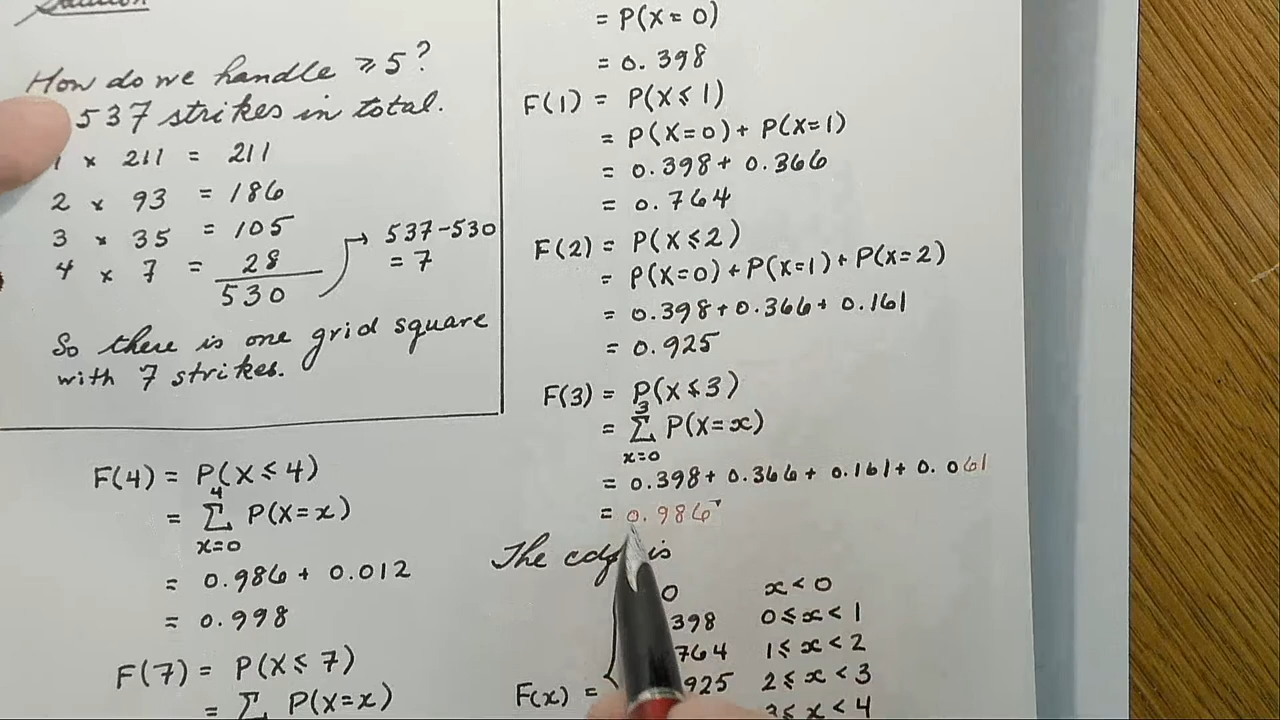 Solution
How do we handle ⩾5?
537 strikes in total.
1 × 211 = 211
2 × 93 = 186
3 × 35 = 105
4 × 7 = 28
530
537-530
= 7
So there is one grid square
with 7 strikes.
F(4) = P(X⩽4)
= 4Σx=0 P(X=x)
= 0.986 + 0.012
= 0.998
F(7) = P(X⩽7)
= Σ P(X=x)
= P(X=0)
= 0.398
F(1) = P(X⩽1)
= P(X=0) + P(X=1)
= 0.398 + 0.366
= 0.764
F(2) = P(X⩽2)
= P(X=0) + P(X=1) + P(X=2)
= 0.398+0.366+ 0.161
= 0.925
F(3) = P(X⩽3)
= 3Σx=0 P(X=x)
= 0.398+ 0.366+ 0.161+ 0.061
= 0.986
The cdf is
0 x<0
398 0⩽x<1
764 1⩽x<2
925 2⩽x<3
F(x) = {
3⩽x<4